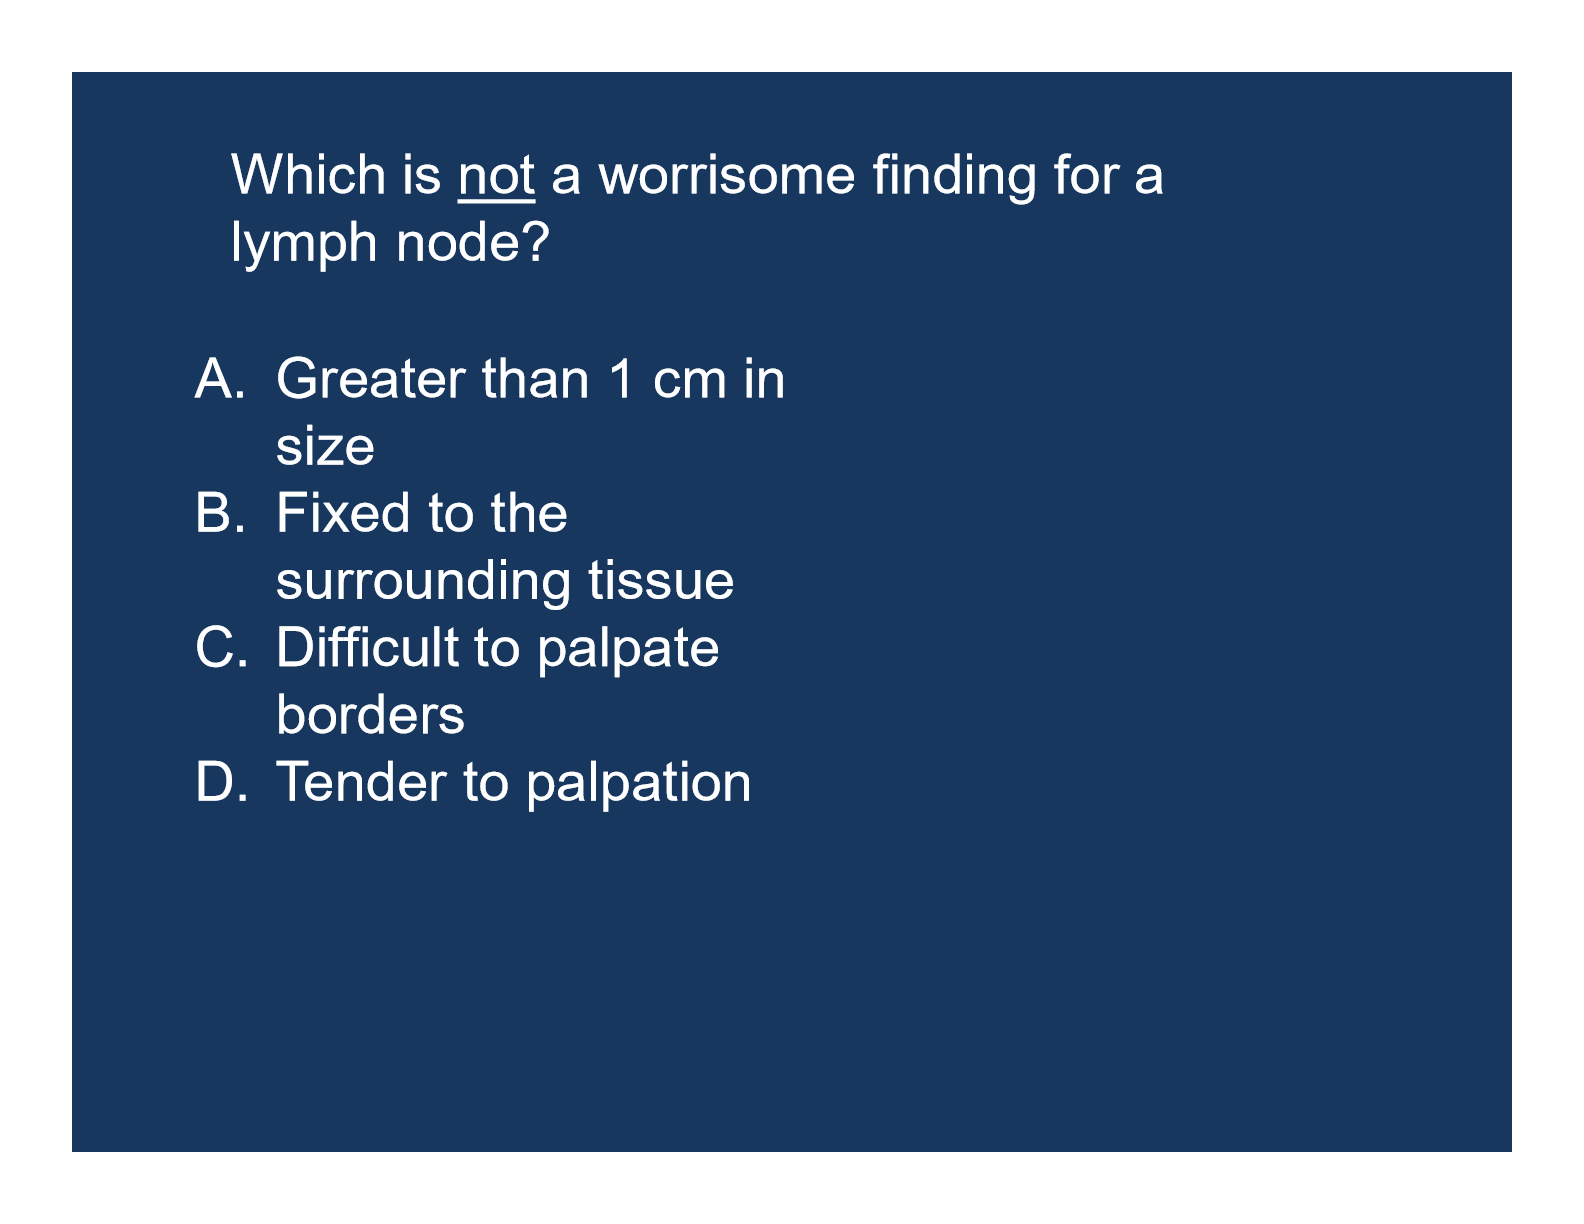 Which is not a worrisome finding for a
lymph node?
A. Greater than 1 cm in
size
B. Fixed to the
surrounding tissue
C. Difficult to palpate
borders
D. Tender to palpation